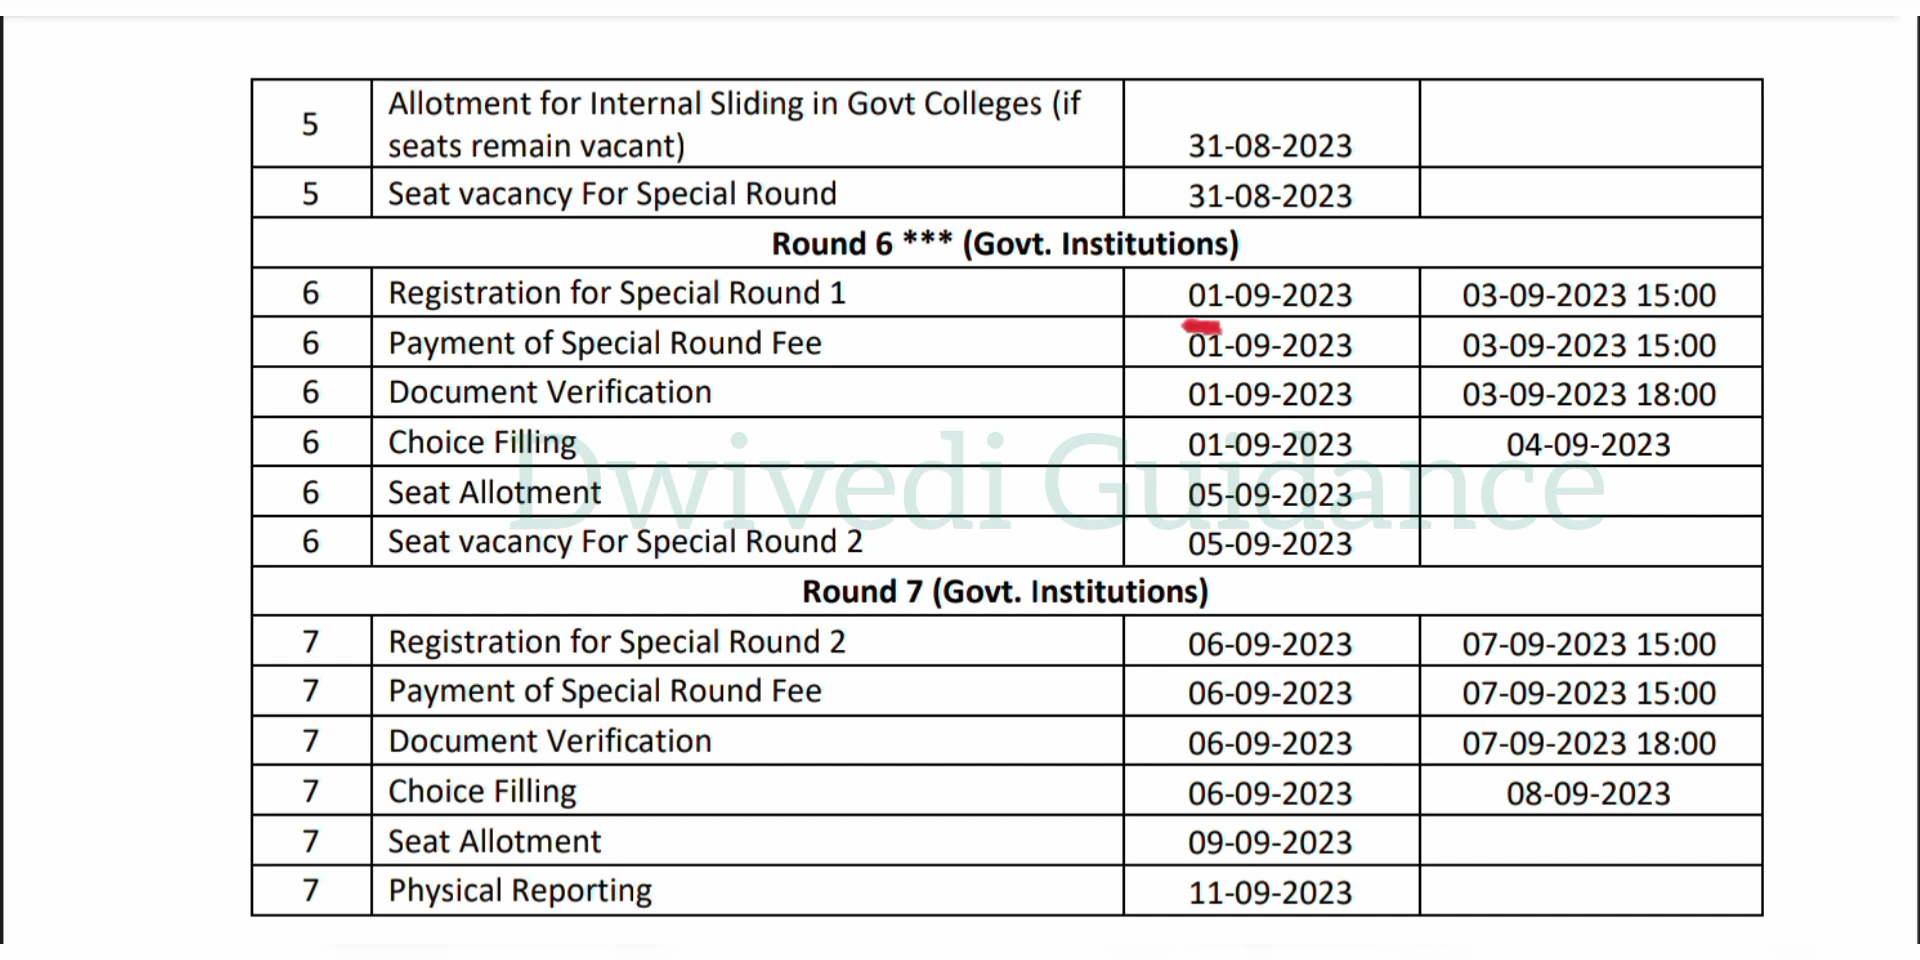 5 Allotment for Internal Sliding in Govt Colleges (if
seats remain vacant) 31-08-2023
5 Seat vacancy For Special Round 31-08-2023
Round 6 *** (Govt. Institutions)
6 Registration for Special Round 1 01-09-2023 03-09-2023 15:00
6 Payment of Special Round Fee 01-09-2023 03-09-2023 15:00
6 Document Verification 01-09-2023 03-09-2023 18:00
6 Choice Filling 01-09-2023 04-09-2023
Dwivedi Guidance
6 Seat Allotment 05-09-2023
6 Seat vacancy For Special Round 2 05-09-2023
Round 7 (Govt. Institutions)
7 Registration for Special Round 2 06-09-2023 07-09-2023 15:00
7 Payment of Special Round Fee 06-09-2023 07-09-2023 15:00
7 Document Verification 06-09-2023 07-09-2023 18:00
7 Choice Filling 06-09-2023 08-09-2023
7 Seat Allotment 09-09-2023
7 Physical Reporting 11-09-2023